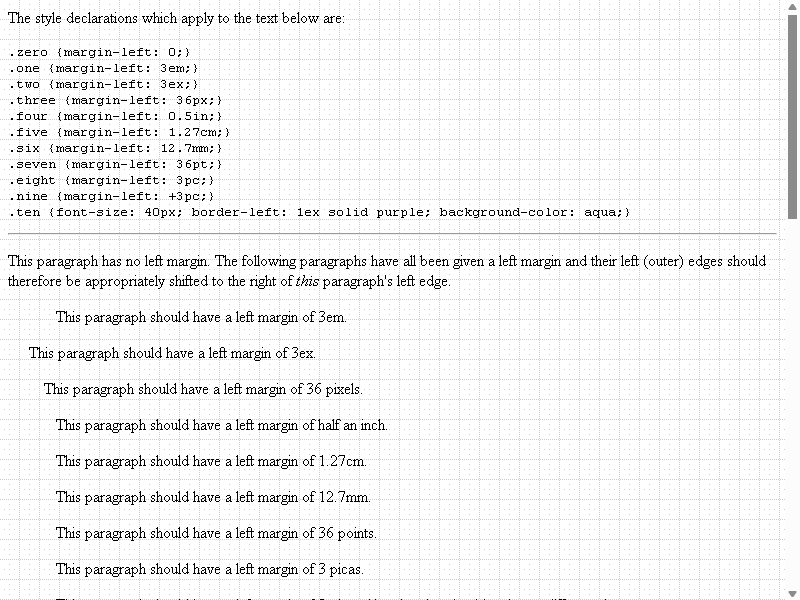 The style declarations which apply to the text below are:
.zero {margin-left: 0;}
.one {margin-left: 3em;}
.two {margin-left: 3ex;}
.three {margin-left: 36px;}
.four {margin-left: 0.5in;}
.five {margin-left: 1.27cm;}
.six {margin-left: 12.7mm;}
.seven {margin-left: 36pt;}
.eight {margin-left: 3pc;}
.nine {margin-left: +3pc;}
.ten {font-size: 40px; border-left: 1ex solid purple; background-color: aqua;}
This paragraph has no left margin. The following paragraphs have all been given a left margin and their left (outer) edges should
therefore be appropriately shifted to the right of this paragraph's left edge.
This paragraph should have a left margin of 3em.
This paragraph should have a left margin of 3ex.
This paragraph should have a left margin of 36 pixels.
This paragraph should have a left margin of half an inch.
This paragraph should have a left margin of 1.27cm.
This paragraph should have a left margin of 12.7mm.
This paragraph should have a left margin of 36 points.
This paragraph should have a left margin of 3 picas.